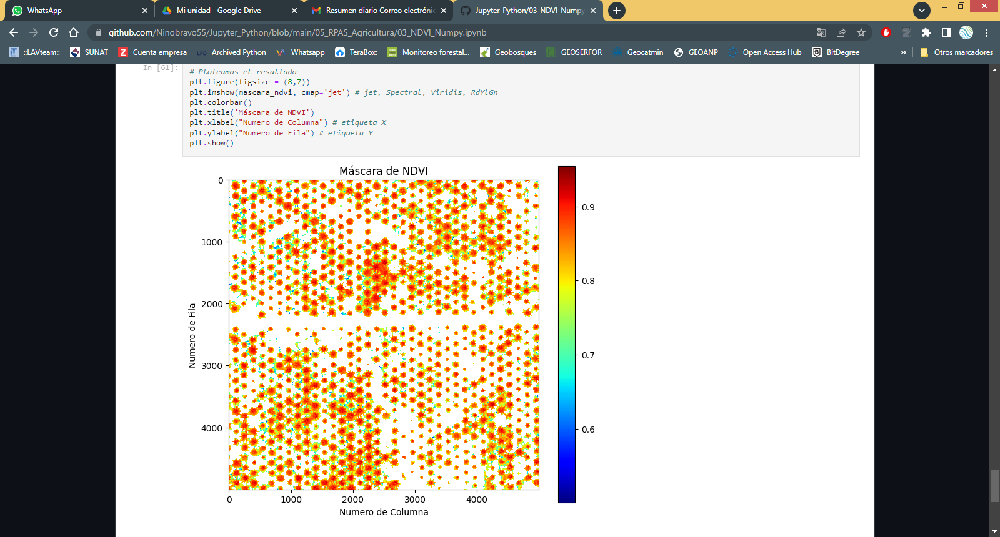 WhatsApp
Mi unidad - Google Drive
Resumen diario Correo electrónic
Jupyter_Python/03_NDVI_Numpy
github.com/Ninobravo55/Jupyter_Python/blob/main/05_RPAS_Agricultura/03_NDVI_Numpy.ipynb
::LAVteam::
SUNAT
Z Cuenta empresa
LFD Archived Python
Whatsapp
TeraBox:
Monitoreo forestal...
Geobosques
GEOSERFOR
Geocatmin
GEOANP
Open Access Hub
BitDegree
»
Otros marcadores
In [61]:
# Ploteamos el resultado
plt.figure(figsize = (8,7))
plt.imshow(mascara_ndvi, cmap='jet') # jet, Spectral, Viridis, RdYlGn
plt.colorbar()
plt.title('Máscara de NDVI')
plt.xlabel("Numero de Columna") # etiqueta X
plt.ylabel("Numero de Fila") # etiqueta Y
plt.show()
Máscara de NDVI
0
1000
2000
3000
4000
Numero de Fila
0 1000 2000 3000 4000
Numero de Columna
0.9
0.8
0.7
0.6